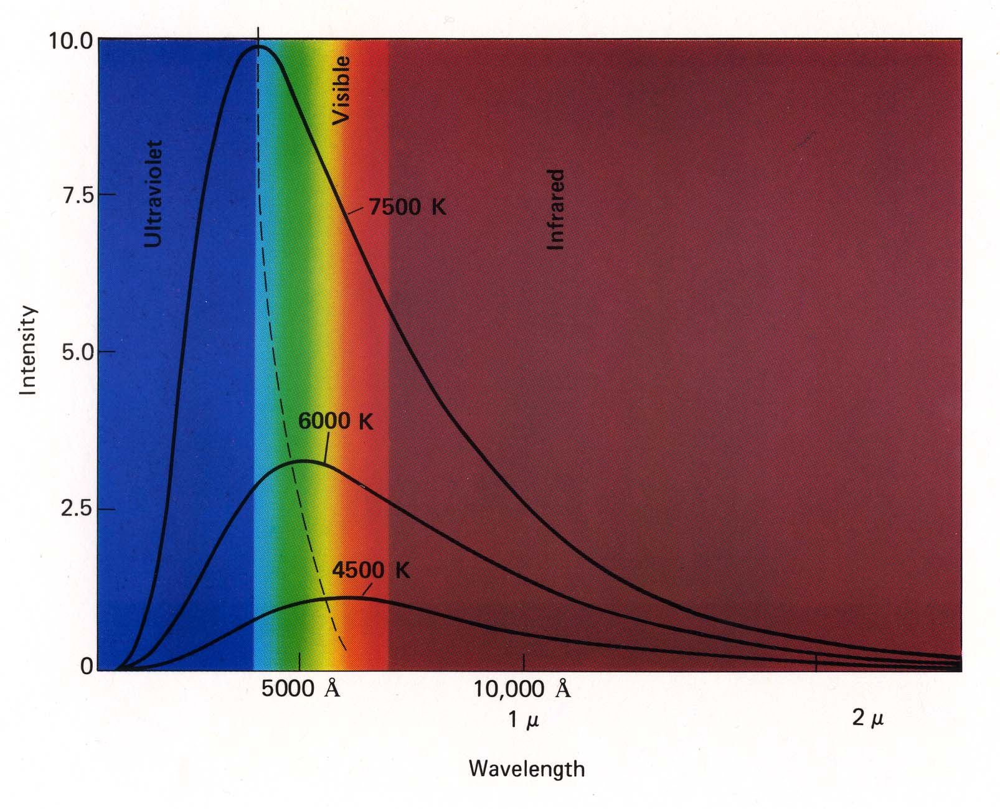 10.0
Visible
Ultraviolet
7.5
7500 K
Infrared
Intensity
5.0
6000 K
2.5
4500 K
0
5000 Å
10,000 Å
1 μ
2 μ
Wavelength